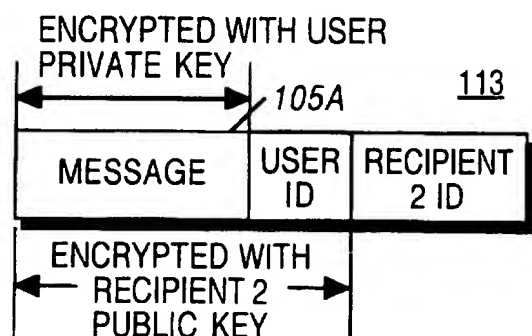 ENCRYPTED WITH USER
PRIVATE KEY
105A
113
MESSAGE
USER
ID
RECIPIENT
2 ID
ENCRYPTED WITH
RECIPIENT 2
PUBLIC KEY